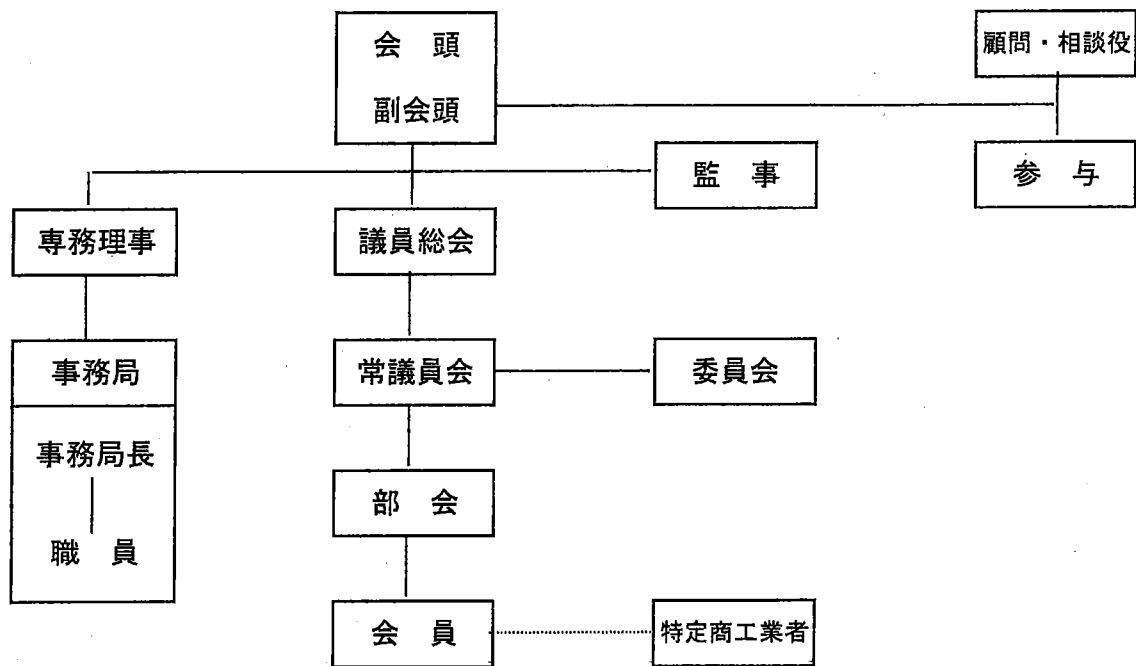 会 頭
副会頭
顧問・相談役
監 事
参 与
専務理事
議員総会
事務局
常議員会
委員会
事務局長
部 会
職 員
会 員
特定商工業者